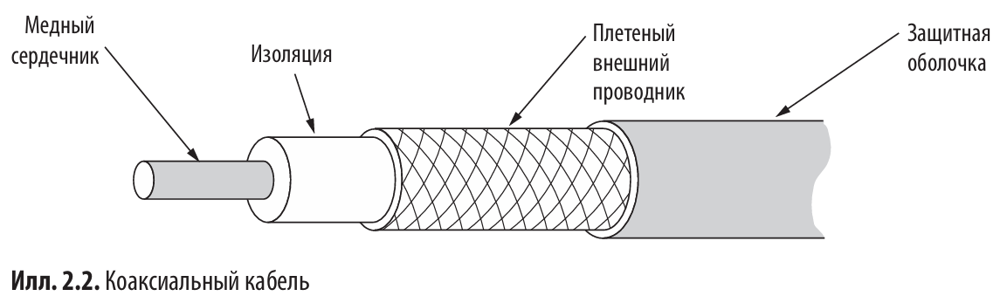 Медный
сердечник
Изоляция
Плетеный
внешний
проводник
Защитная
оболочка
Илл. 2.2. Коаксиальный кабель